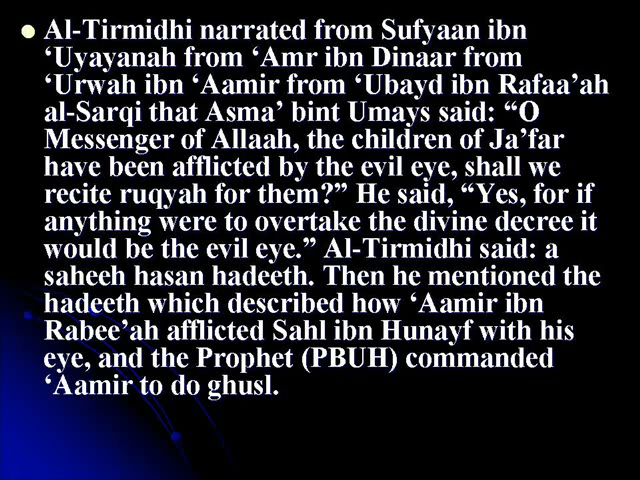 Al-Tirmidhi narrated from Sufyaan ibn
‘Uyayanah from ‘Amr ibn Dinaar from
‘Urwah ibn ‘Aamir from ‘Ubayd ibn Rafaa’ah
al-Sarqi that Asma’ bint Umays said: “O
Messenger of Allaah, the children of Ja’far
have been afflicted by the evil eye, shall we
recite ruqyah for them?” He said, “Yes, for if
anything were to overtake the divine decree it
would be the evil eye.” Al-Tirmidhi said: a
saheeh hasan hadeeth. Then he mentioned the
hadeeth which described how ‘Aamir ibn
Rabee’ah afflicted Sahl ibn Hunayf with his
eye, and the Prophet (PBUH) commanded
‘Aamir to do ghusl.